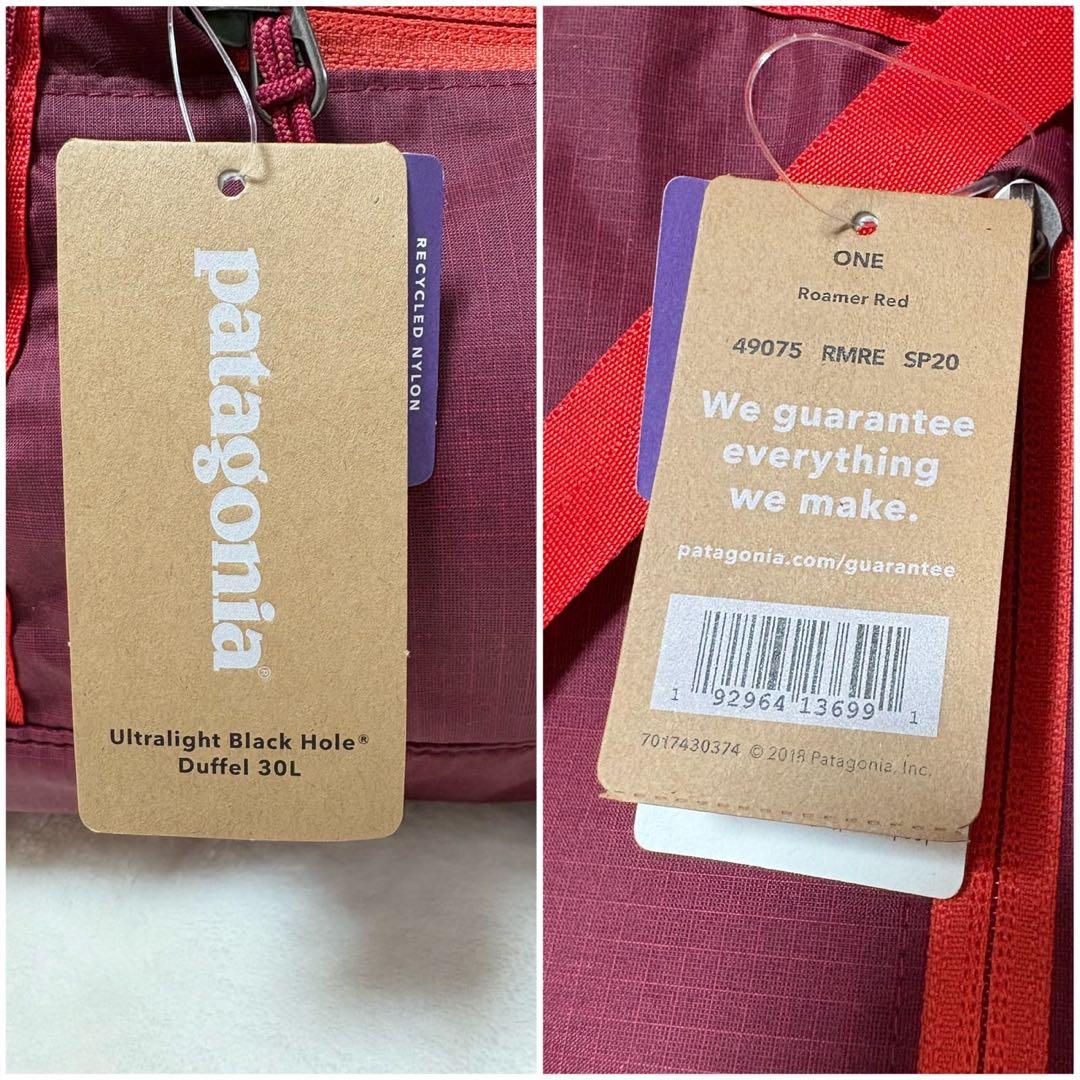 patagonia®
Ultralight Black Hole®
Duffel 30L
RECYCLED NYLON
ONE
Roamer Red
49075 RMRE SP20
We guarantee
everything
we make.
patagonia.com/guarantee
1 92964 13699 1
7017430374 © 2018 Patagonia, Inc.